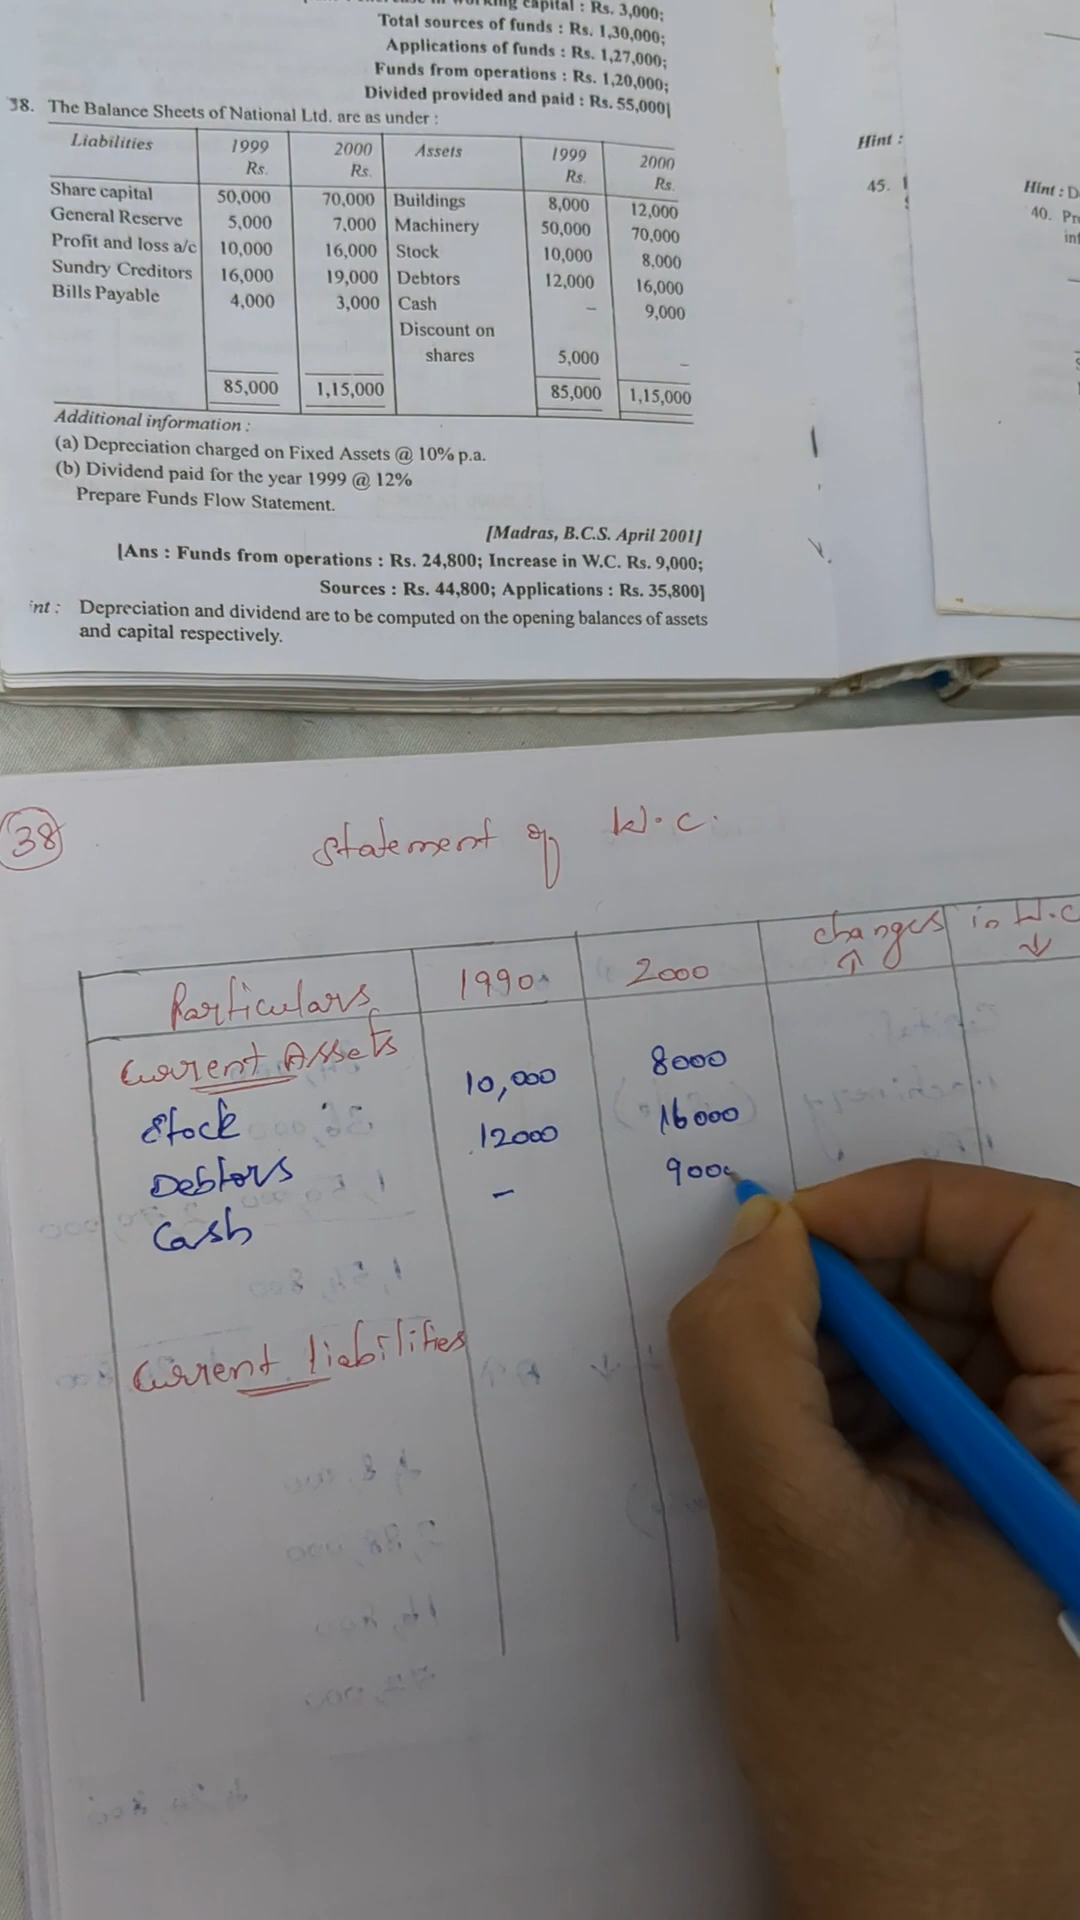 capital : Rs. 3,000;
Total sources of funds : Rs. 1,30,000;
Applications of funds : Rs. 1,27,000;
Funds from operations : Rs. 1,20,000;
Divided provided and paid : Rs. 55,000]
38. The Balance Sheets of National Ltd. are as under :
Liabilities 1999 2000 Assets 1999 2000
Rs. Rs. Rs. Rs.
Share capital 50,000 70,000 Buildings 8,000 12,000
General Reserve 5,000 7,000 Machinery 50,000 70,000
Profit and loss a/c 10,000 16,000 Stock 10,000 8,000
Sundry Creditors 16,000 19,000 Debtors 12,000 16,000
Bills Payable 4,000 3,000 Cash – 9,000
Discount on
shares 5,000 –
85,000 1,15,000 85,000 1,15,000
Additional information :
(a) Depreciation charged on Fixed Assets @ 10% p.a.
(b) Dividend paid for the year 1999 @ 12%
Prepare Funds Flow Statement.
[Madras, B.C.S. April 2001]
[Ans : Funds from operations : Rs. 24,800; Increase in W.C. Rs. 9,000;
Sources : Rs. 44,800; Applications : Rs. 35,800]
int : Depreciation and dividend are to be computed on the opening balances of assets
and capital respectively.
Hint :
45.
Hint : D
40. Pr
38 Statement of W.C.
Particulars 1990 2000 changes in W.C
↑ ↓
Current Assets
Stock 10,000 8000
Debtors 12000 16000
Cash – 9000
Current liabilities